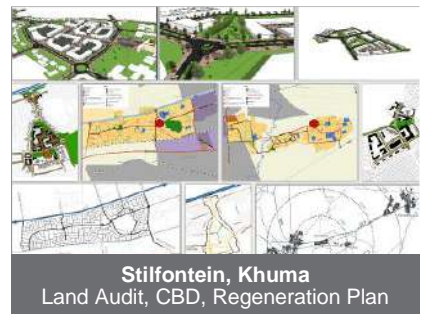 Stilfontein, Khuma
Land Audit, CBD, Regeneration Plan